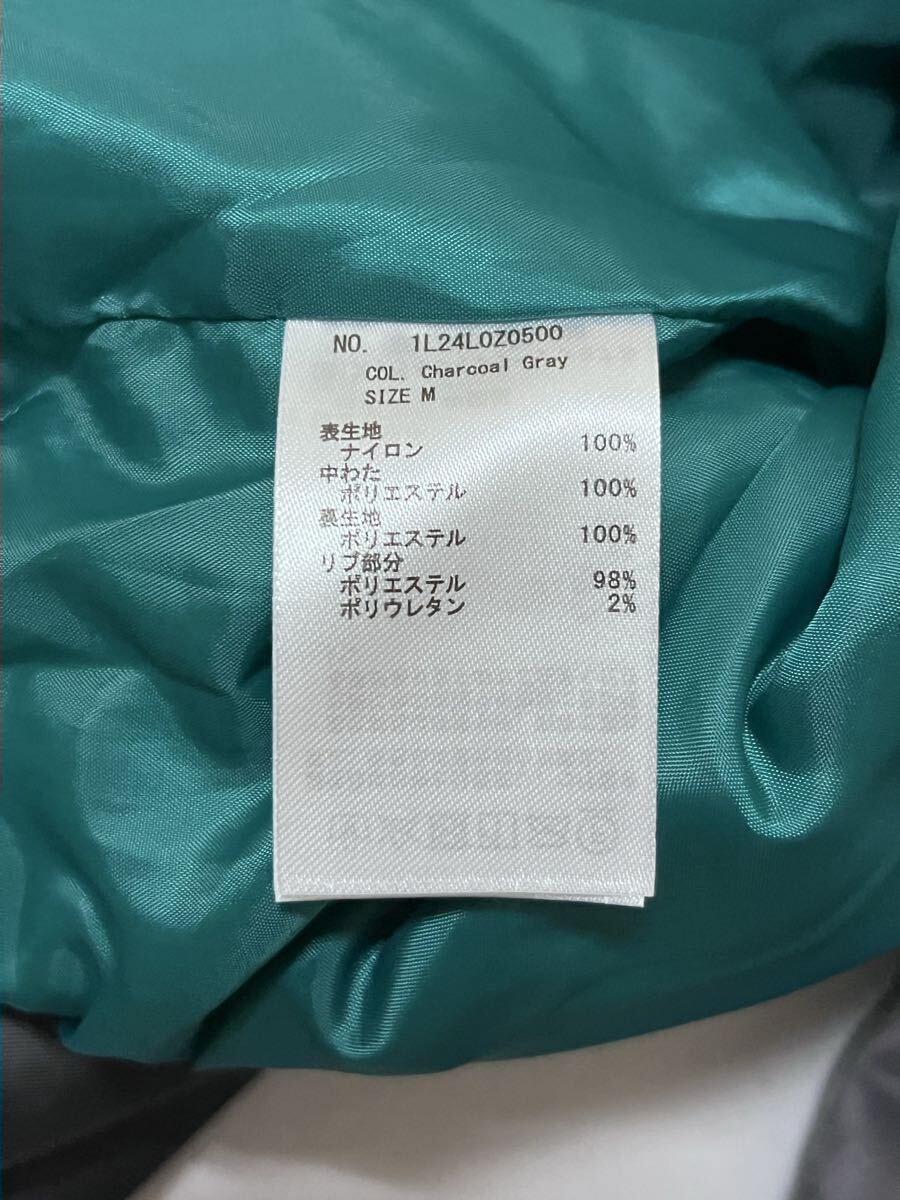 NO. 1L24L0Z0500
COL. Charcoal Gray
SIZE M
表生地
ナイロン 100%
中わた
ポリエステル 100%
裏生地
ポリエステル 100%
リブ部分
ポリエステル 98%
ポリウレタン 2%